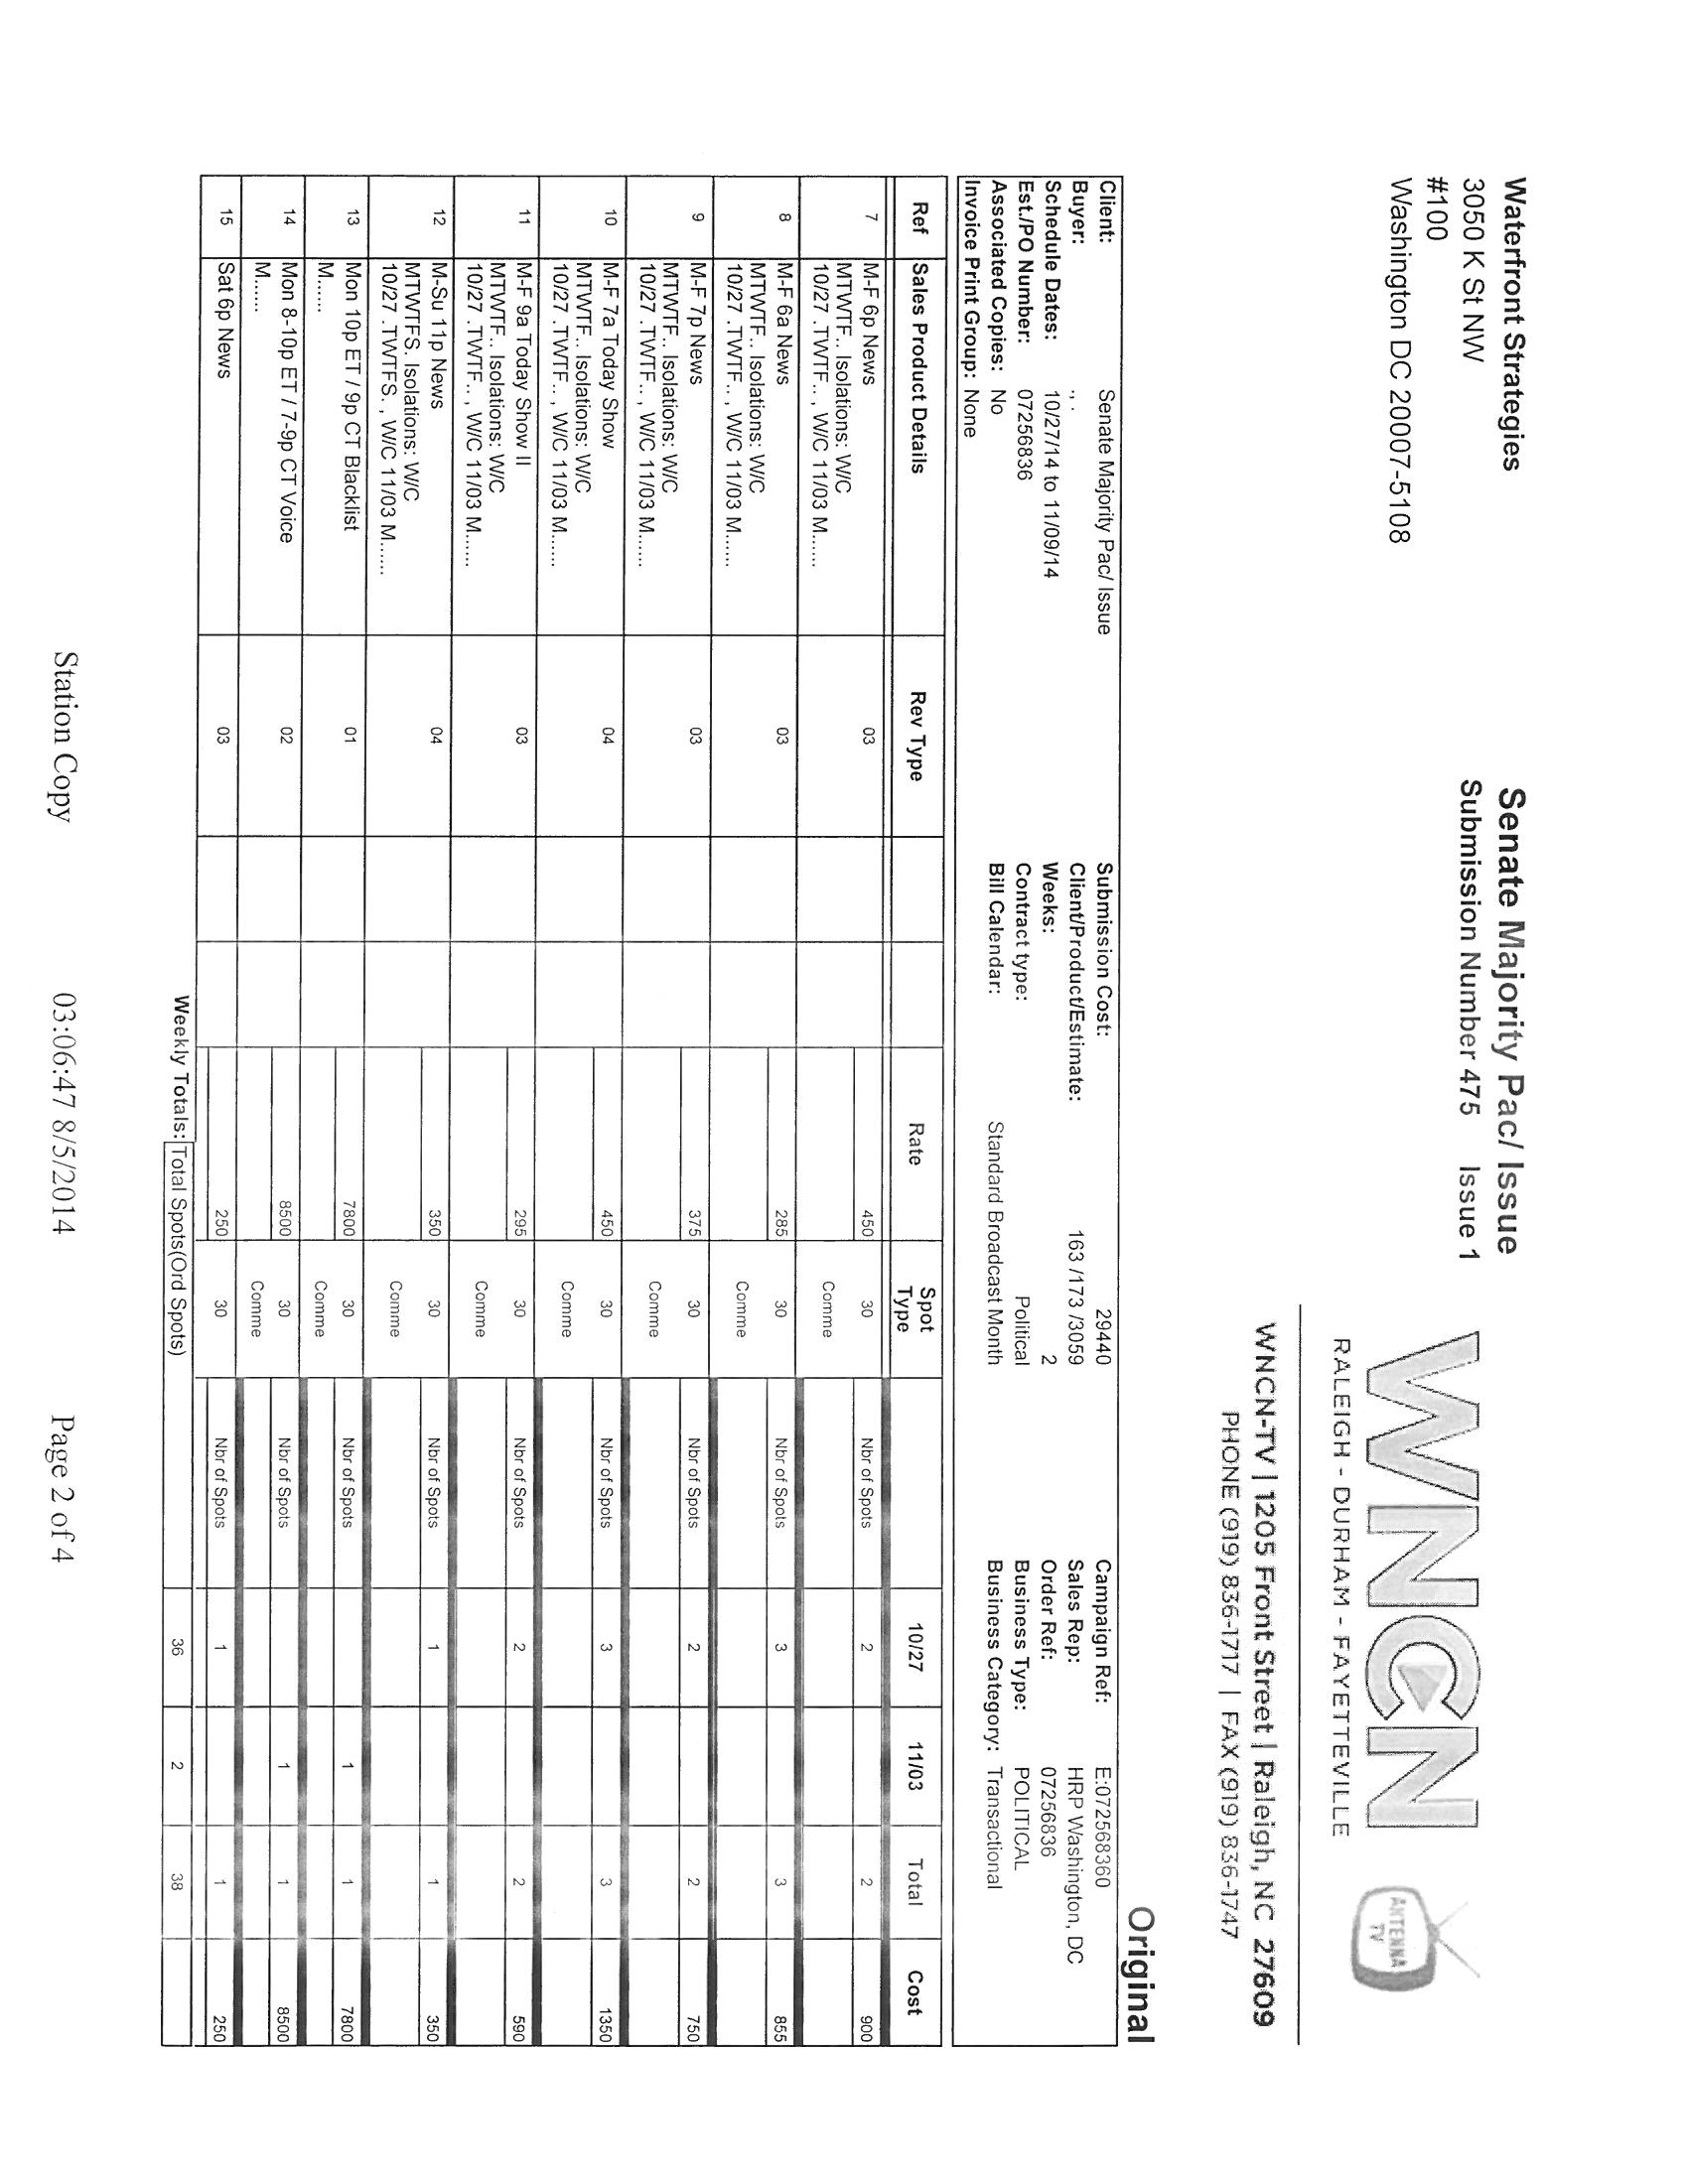 Waterfront Strategies
3050 K St NW
#100
Washington DC 20007-5108
Senate Majority Pac/ Issue
Submission Number 475 Issue 1
WNCN
RALEIGH - DURHAM - FAYETTEVILLE
ANTENNA
TV
WNCN-TV | 1205 Front Street | Raleigh, NC 27609
PHONE (919) 836-1717 | FAX (919) 836-1747
Original
Client: Senate Majority Pac/ Issue Submission Cost: 29440 Campaign Ref: E:072568360
Buyer: , . Client/Product/Estimate: 163 /173 /3059 Sales Rep: HRP Washington, DC
Schedule Dates: 10/27/14 to 11/09/14 Weeks: 2 Order Ref: 07256836
Est./PO Number: 07256836 Contract type: Political Business Type: POLITICAL
Associated Copies: No Bill Calendar: Standard Broadcast Month Business Category: Transactional
Invoice Print Group: None
Ref Sales Product Details Rev Type Rate Spot Type 10/27 11/03 Total Cost
7 M-F 6p News 03 450 30 Nbr of Spots 2 2 900
MTWTF.. Isolations: W/C Comme
10/27 .TWTF.. , W/C 11/03 M......
8 M-F 6a News 03 285 30 Nbr of Spots 3 3 855
MTWTF.. Isolations: W/C Comme
10/27 .TWTF.. , W/C 11/03 M......
9 M-F 7p News 03 375 30 Nbr of Spots 2 2 750
MTWTF.. Isolations: W/C Comme
10/27 .TWTF.. , W/C 11/03 M......
10 M-F 7a Today Show 04 450 30 Nbr of Spots 3 3 1350
MTWTF.. Isolations: W/C Comme
10/27 .TWTF.. , W/C 11/03 M......
11 M-F 9a Today Show II 03 295 30 Nbr of Spots 2 2 590
MTWTF.. Isolations: W/C Comme
10/27 .TWTF.. , W/C 11/03 M......
12 M-Su 11p News 04 350 30 Nbr of Spots 1 1 350
MTWTFS. Isolations: W/C Comme
10/27 .TWTFS. , W/C 11/03 M......
13 Mon 10p ET / 9p CT Blacklist 01 7800 30 Nbr of Spots 1 1 7800
M...... Comme
14 Mon 8-10p ET / 7-9p CT Voice 02 8500 30 Nbr of Spots 1 1 8500
M...... Comme
15 Sat 6p News 03 250 30 Nbr of Spots 1 1 250
Weekly Totals: Total Spots(Ord Spots) 36 2 38
Station Copy 03:06:47 8/5/2014 Page 2 of 4